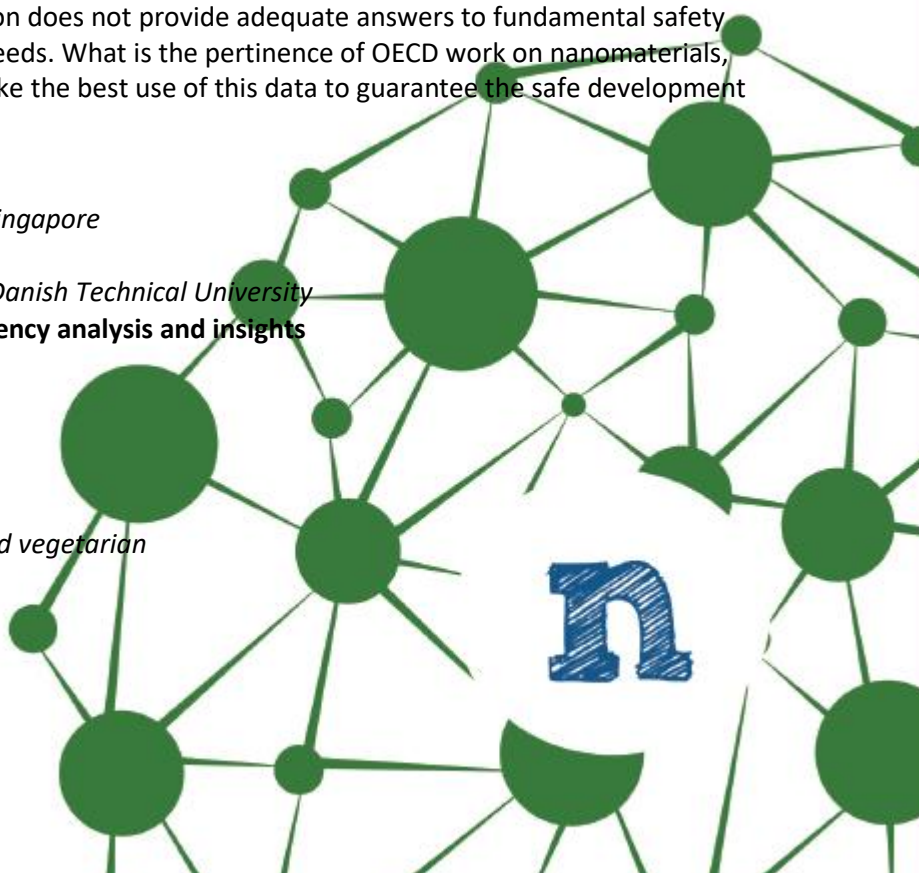 on does not provide adequate answers to fundamental safety
eeds. What is the pertinence of OECD work on nanomaterials,
ke the best use of this data to guarantee the safe development
ingapore
Danish Technical University
ency analysis and insights
d vegetarian
n